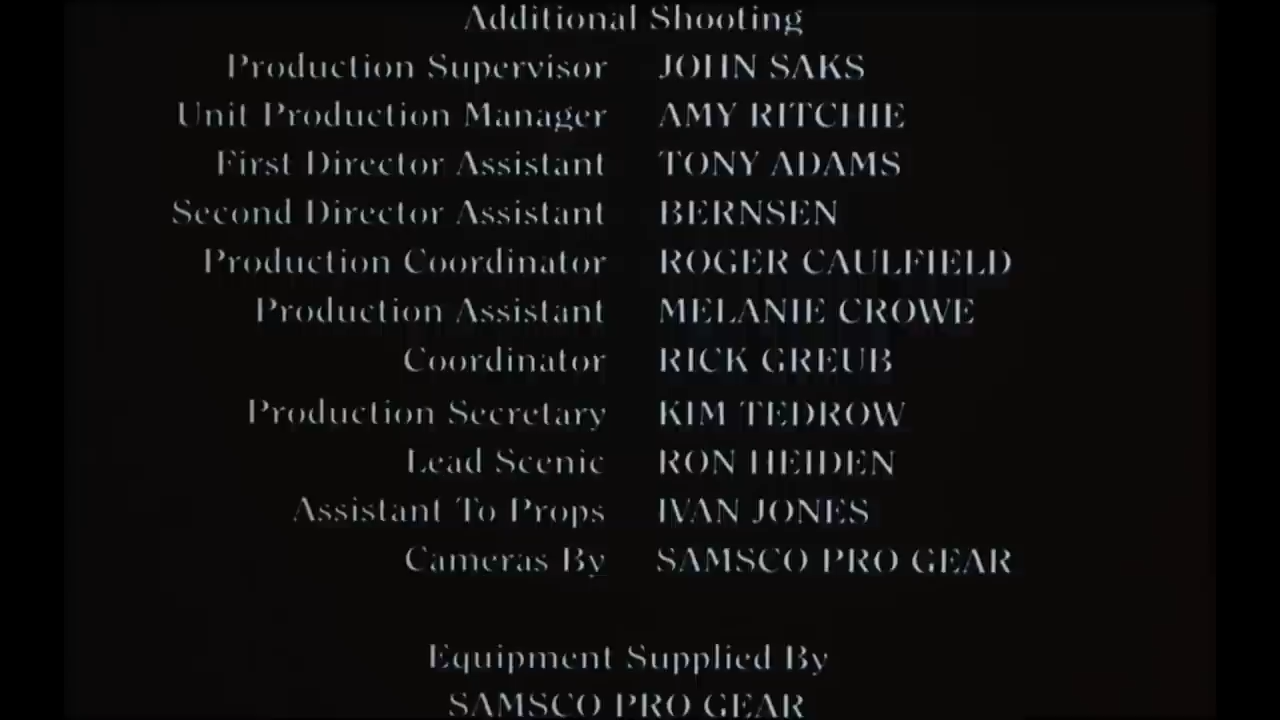 Additional Shooting
Production Supervisor JOHN SAKS
Unit Production Manager AMY RITCHIE
First Director Assistant TONY ADAMS
Second Director Assistant BERNSEN
Production Coordinator ROGER CAULFIELD
Production Assistant MELANIE CROWE
Coordinator RICK GREUB
Production Secretary KIM TEDROW
Lead Scenic RON HEIDEN
Assistant To Props IVAN JONES
Cameras By SAMSCO PRO GEAR
Equipment Supplied By
SAMSCO PRO GEAR